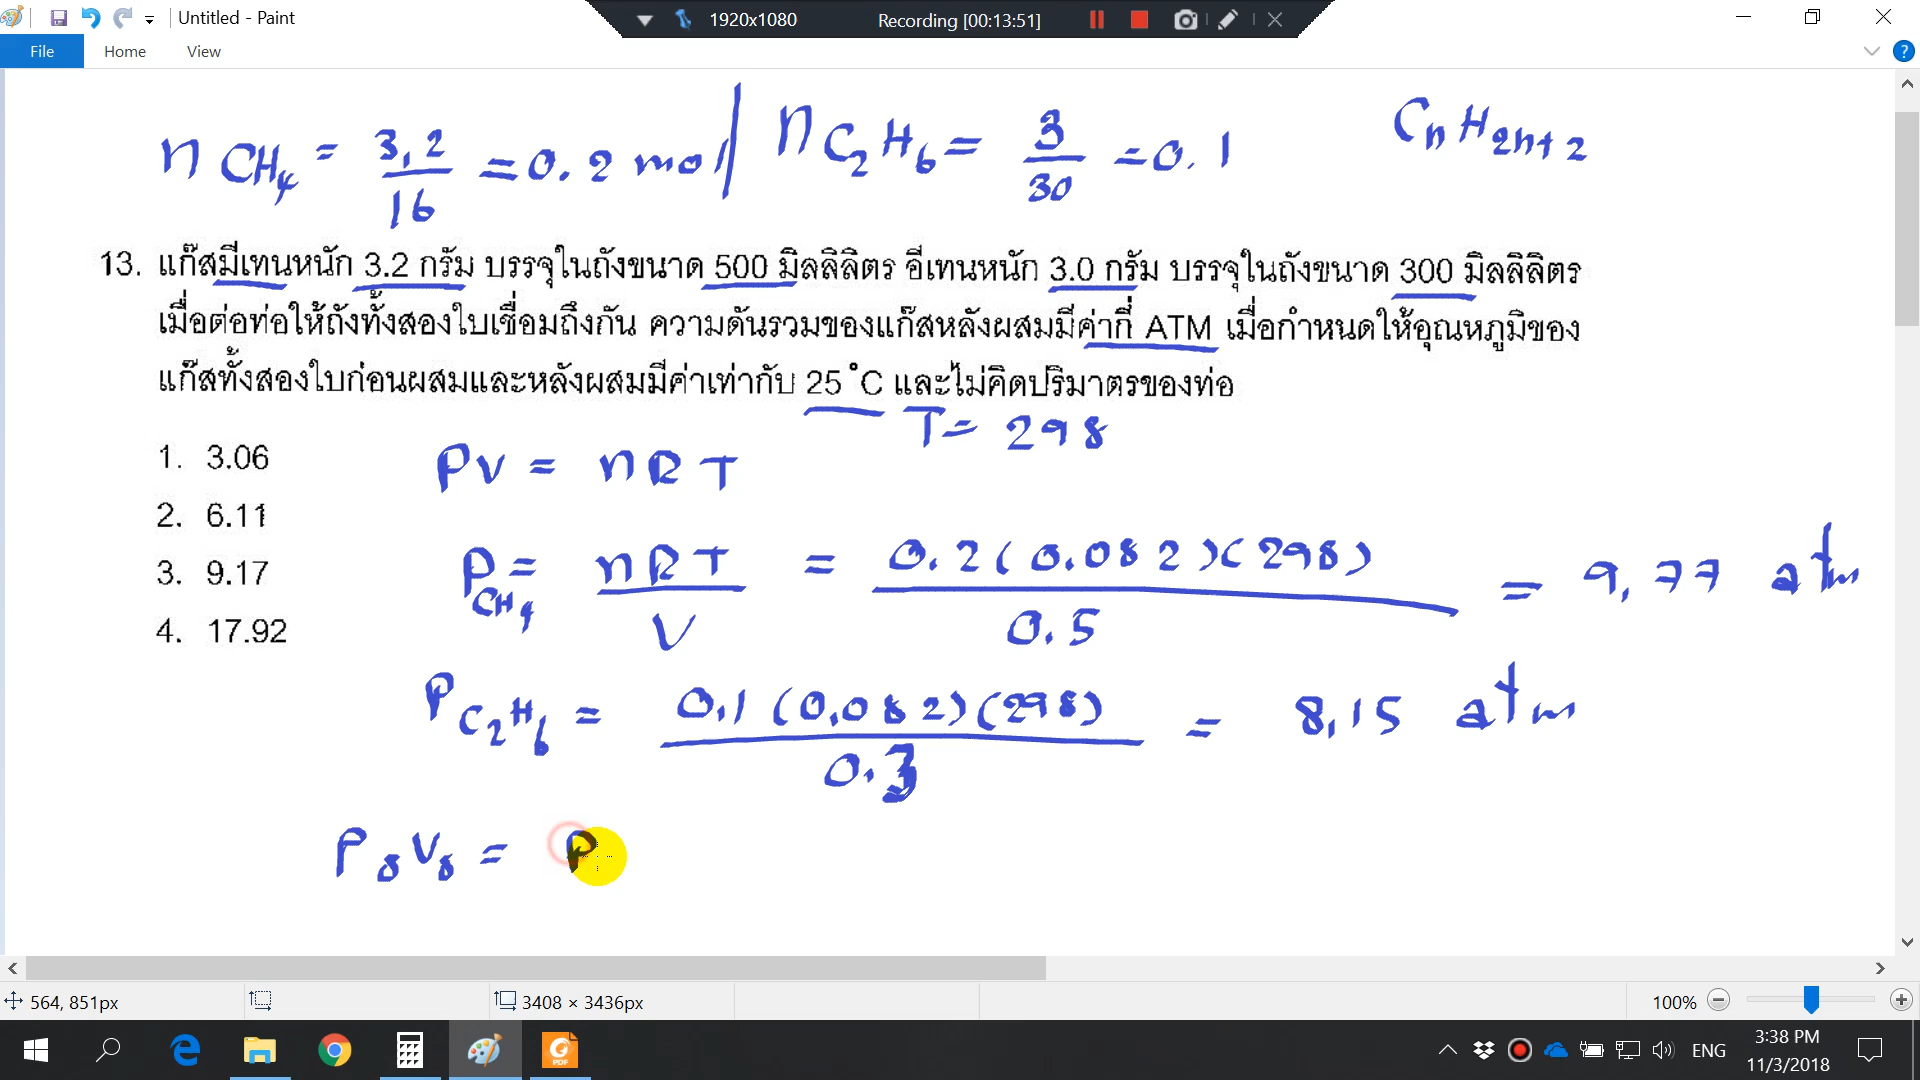 Untitled - Paint
1920x1080 Recording [00:13:51]
File Home View
n CH4 = 3,2 / 16 = 0.2 mol | n C2H6 = 3 / 30 = 0.1 CnH2n+2
13. แก๊สมีเทนหนัก 3.2 กรัม บรรจุในถังขนาด 500 มิลลิลิตร อีเทนหนัก 3.0 กรัม บรรจุในถังขนาด 300 มิลลิลิตร
เมื่อต่อท่อให้ถังทั้งสองใบเชื่อมถึงกัน ความดันรวมของแก๊สหลังผสมมีค่ากี่ ATM เมื่อกำหนดให้อุณหภูมิของ
แก๊สทั้งสองใบก่อนผสมและหลังผสมมีค่าเท่ากับ 25 °C และไม่คิดปริมาตรของท่อ
T = 298
1. 3.06
PV = nRT
2. 6.11
3. 9.17
P CH4 = nRT / V = 0.2(0.082)(298) / 0.5 = 9,77 atm
4. 17.92
P C2H6 = 0,1(0,082)(298) / 0.3 = 8,15 atm
P V = P
564, 851px 3408 × 3436px 100%
ENG 3:38 PM
11/3/2018